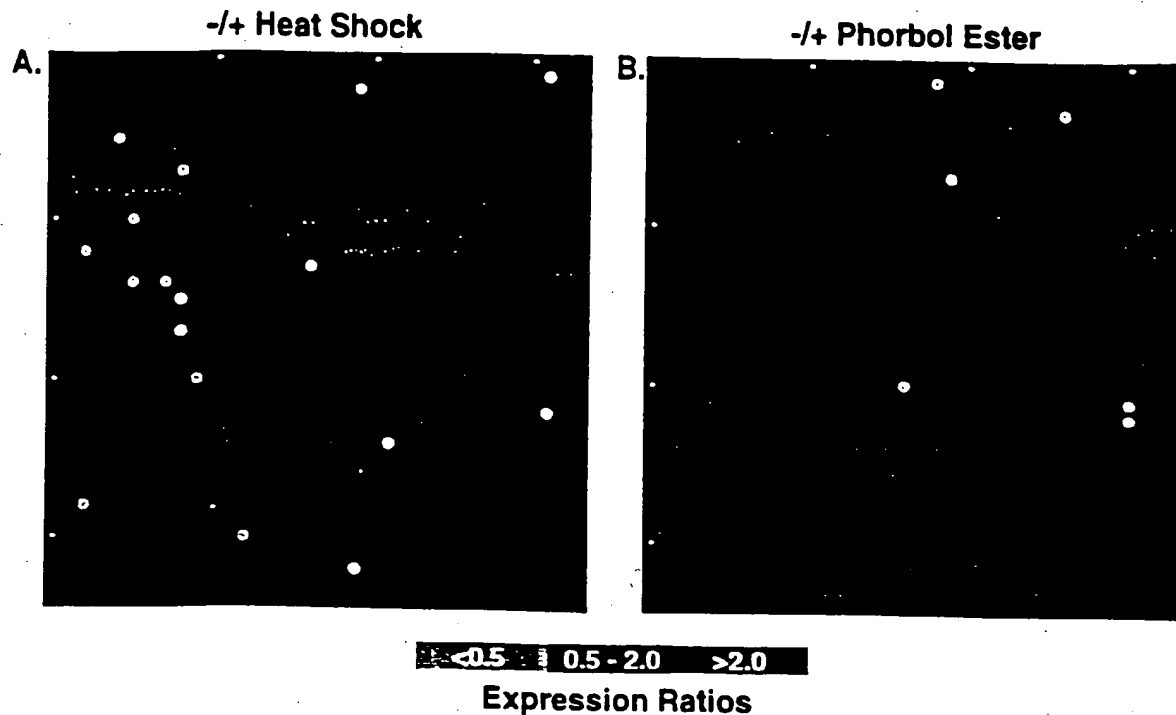 -/+ Heat Shock
-/+ Phorbol Ester
A.
B.
<0.5 0.5 - 2.0 >2.0
Expression Ratios